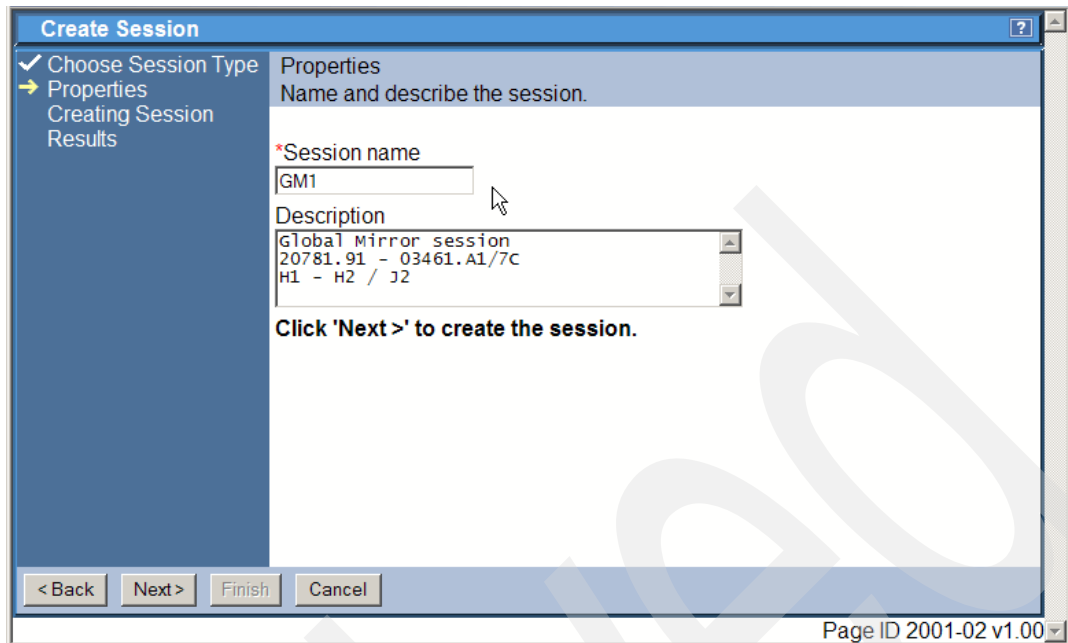 Create Session
?
Choose Session Type
Properties
Creating Session
Results
Properties
Name and describe the session.
*Session name
GM1
Description
Global Mirror session
20781.91 - 03461.A1/7C
H1 - H2 / J2
Click 'Next >' to create the session.
< Back
Next >
Finish
Cancel
Page ID 2001-02 v1.00